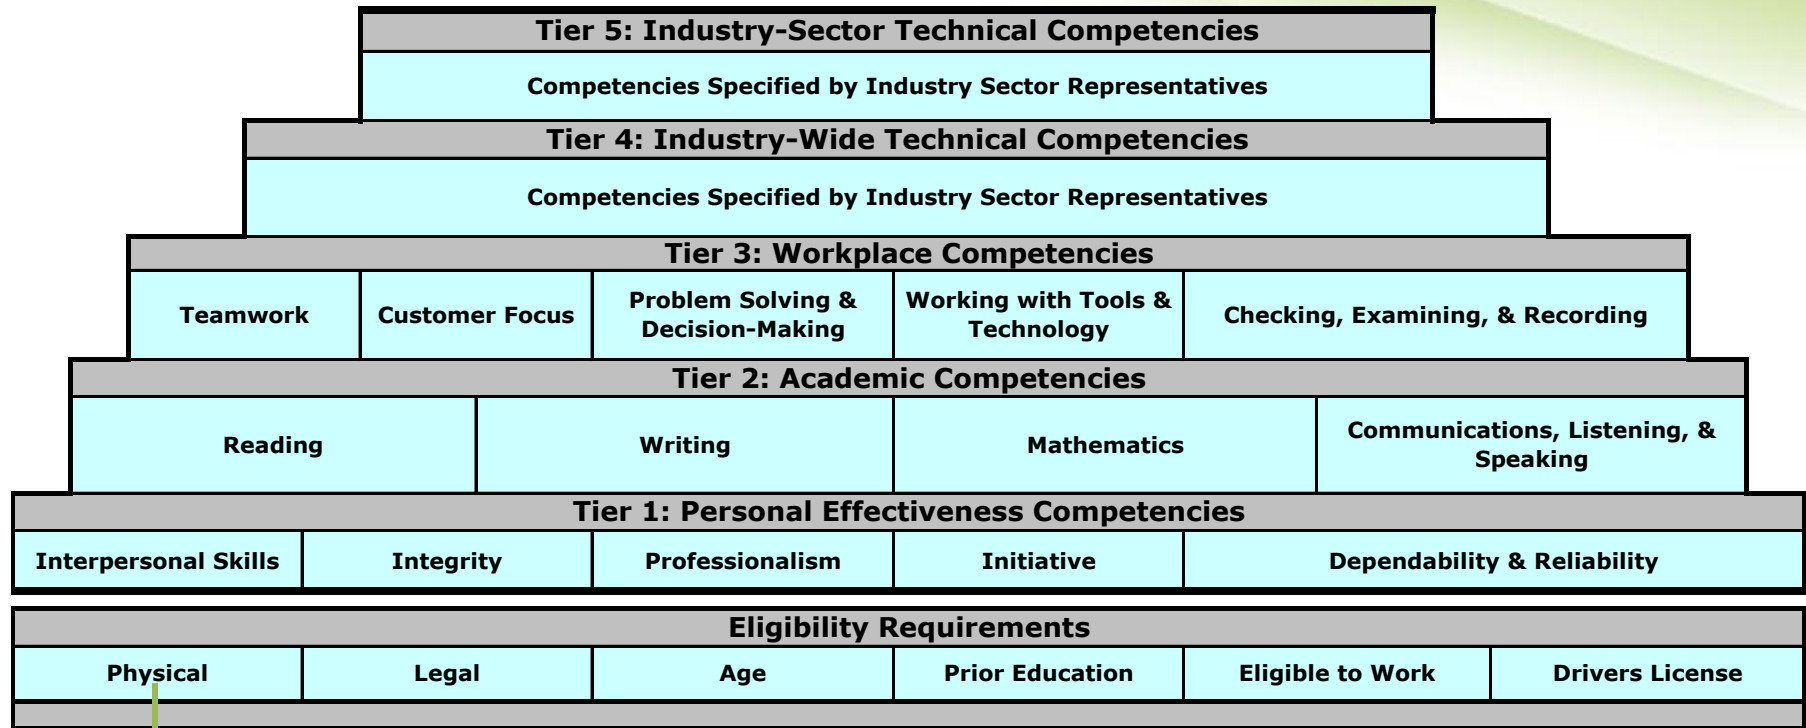 Tier 5: Industry-Sector Technical Competencies
Competencies Specified by Industry Sector Representatives
Tier 4: Industry-Wide Technical Competencies
Competencies Specified by Industry Sector Representatives
Tier 3: Workplace Competencies
Teamwork
Customer Focus
Problem Solving &
Decision-Making
Working with Tools &
Technology
Checking, Examining, & Recording
Tier 2: Academic Competencies
Reading
Writing
Mathematics
Communications, Listening, &
Speaking
Tier 1: Personal Effectiveness Competencies
Interpersonal Skills
Integrity
Professionalism
Initiative
Dependability & Reliability
Eligibility Requirements
Physical
Legal
Age
Prior Education
Eligible to Work
Drivers License